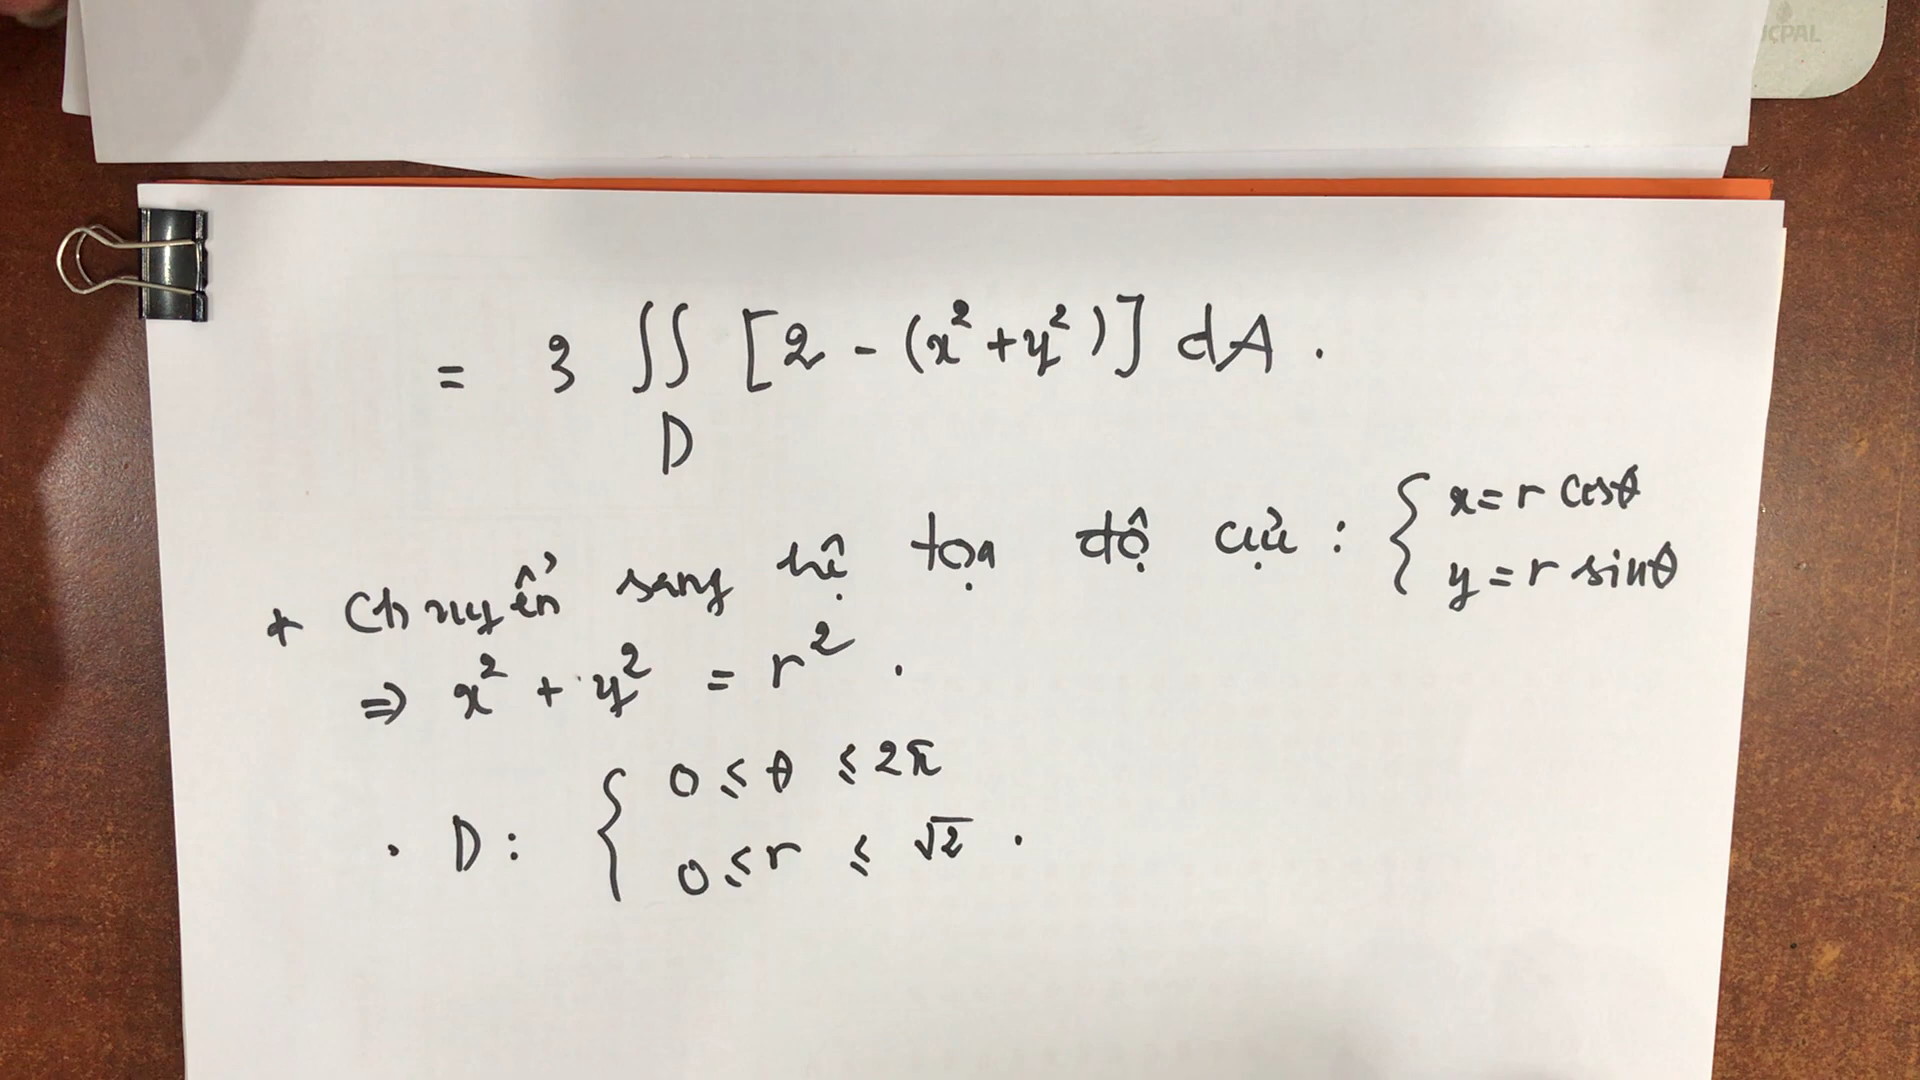 JCPAL
= 3 ∬ [2 - (x² + y²)] dA .
D
+ Chuyển sang hệ tọa độ cực : { x = r cosθ
y = r sinθ
⇒ x² + y² = r² .
. D : { 0 ≤ θ ≤ 2π
0 ≤ r ≤ √2 .